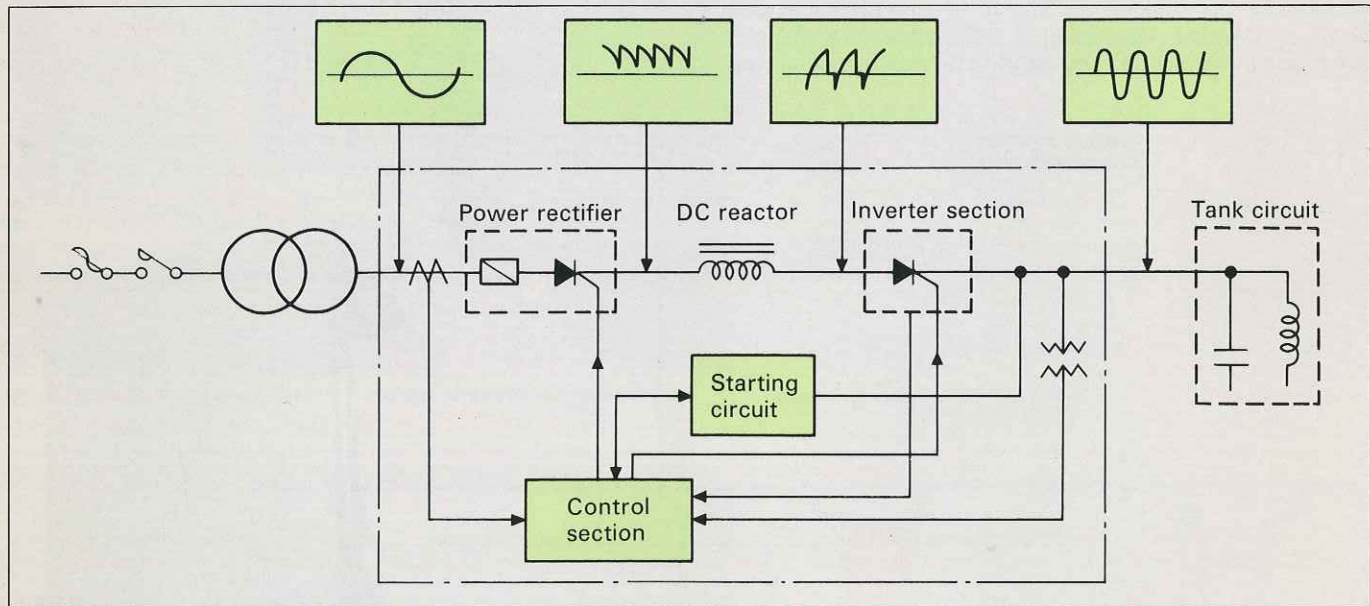 Power rectifier
DC reactor
Inverter section
Tank circuit
Starting
circuit
Control
section